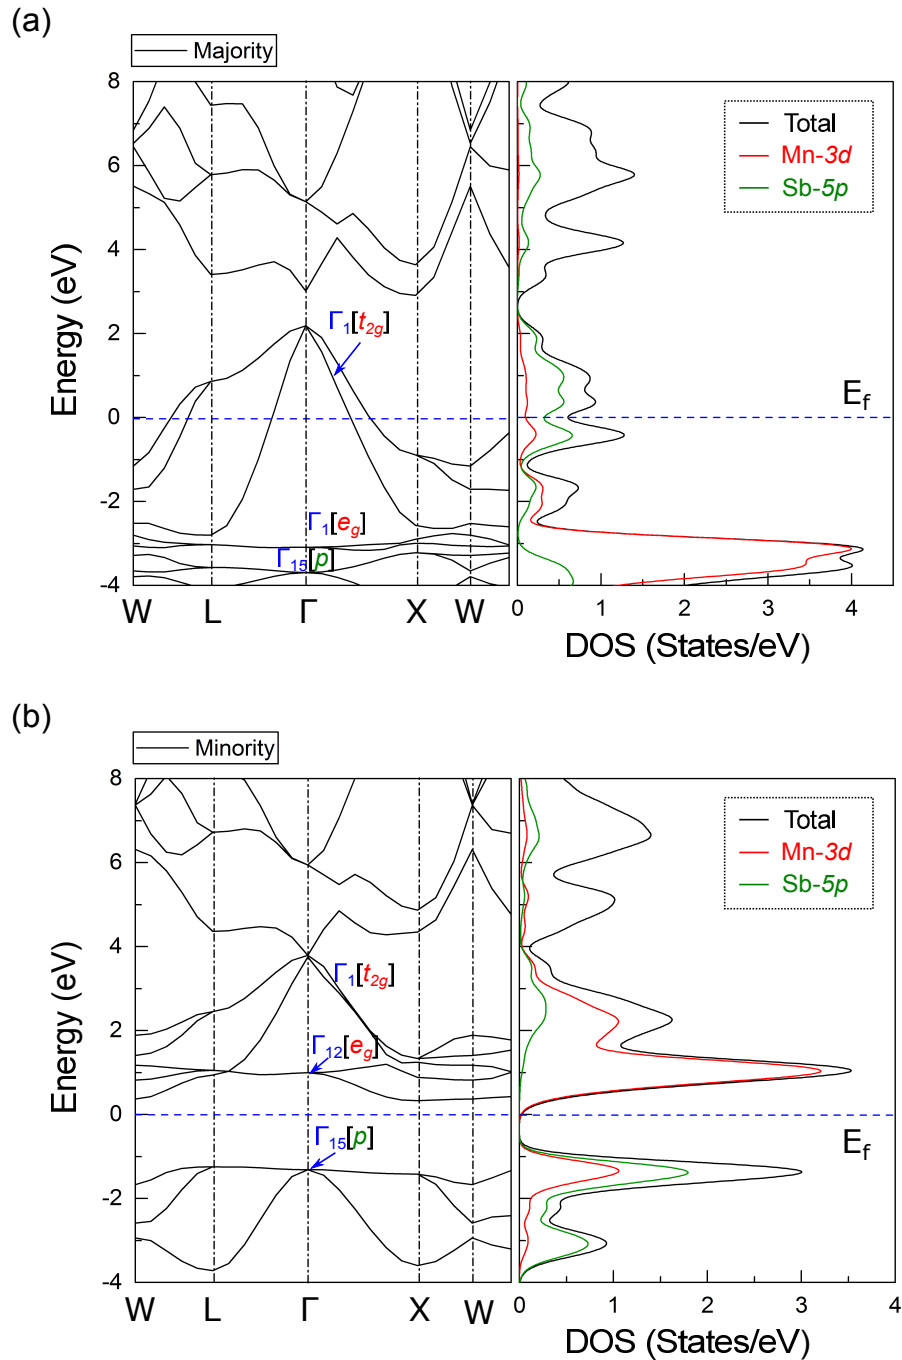 (a)
Majority
8
6
4
2
0
-2
-4
Energy (eV)
Γ1[t2g]
Γ1[eg]
Γ15[p]
W L Γ X W
Total
Mn-3d
Sb-5p
Ef
0 1 2 3 4
DOS (States/eV)
(b)
Minority
8
6
4
2
0
-2
-4
Energy (eV)
Γ1[t2g]
Γ12[eg]
Γ15[p]
W L Γ X W
Total
Mn-3d
Sb-5p
Ef
0 1 2 3 4
DOS (States/eV)